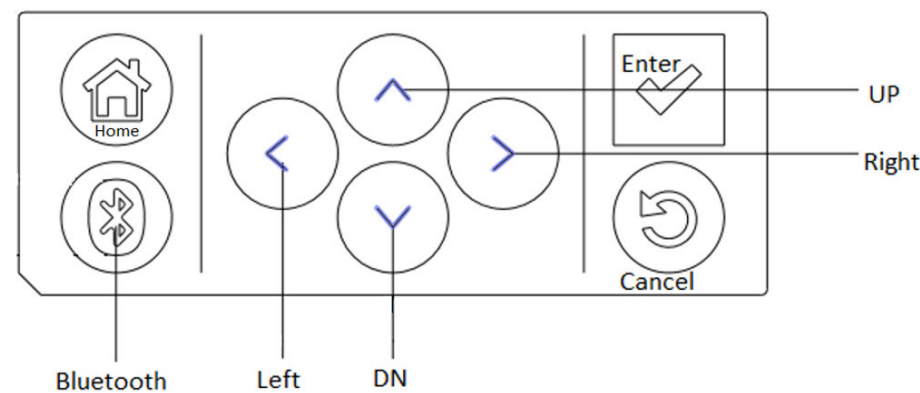 Enter
UP
Home
Right
Cancel
Bluetooth
Left
DN